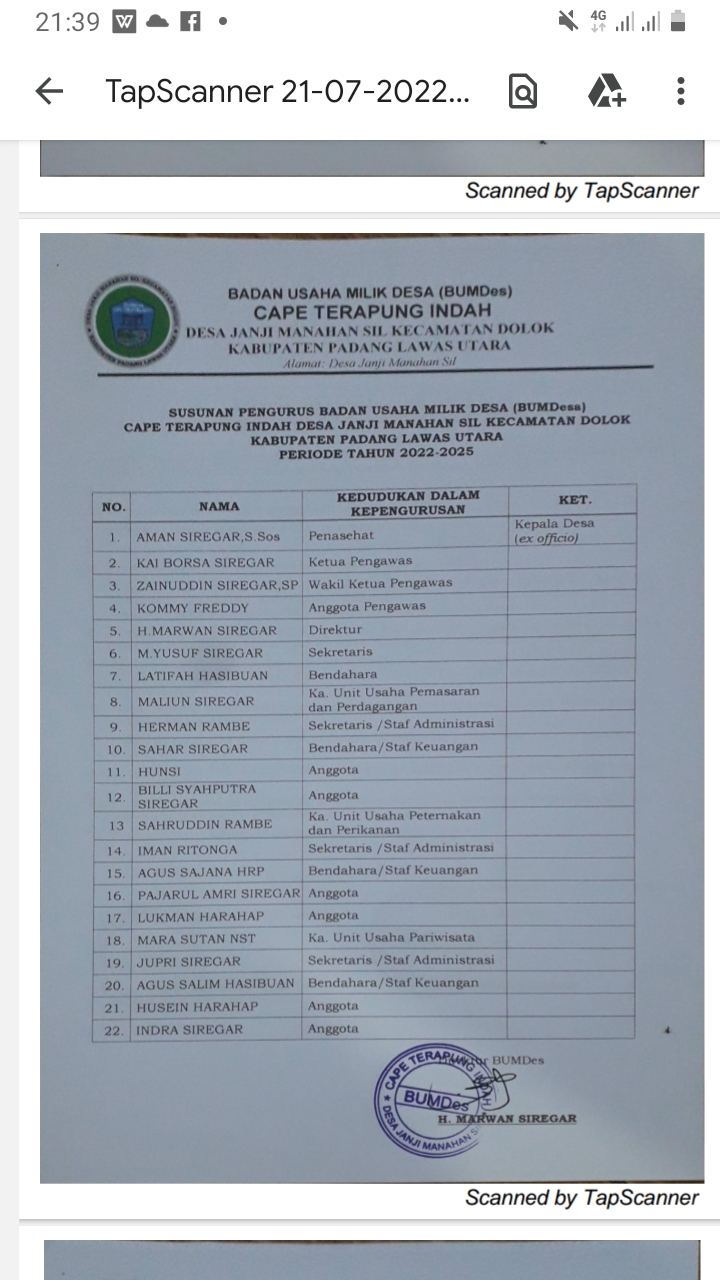 21:39
4G
TapScanner 21-07-2022...
Scanned by TapScanner
BADAN USAHA MILIK DESA (BUMDes)
CAPE TERAPUNG INDAH
DESA JANJI MANAHAN SIL KECAMATAN DOLOK
KABUPATEN PADANG LAWAS UTARA
Alamat: Desa Janji Manahan Sil
SUSUNAN PENGURUS BADAN USAHA MILIK DESA (BUMDesa)
CAPE TERAPUNG INDAH DESA JANJI MANAHAN SIL KECAMATAN DOLOK
KABUPATEN PADANG LAWAS UTARA
PERIODE TAHUN 2022-2025
NO. NAMA KEDUDUKAN DALAM KEPENGURUSAN KET.
1. AMAN SIREGAR,S.Sos Penasehat Kepala Desa (ex officio)
2. KAI BORSA SIREGAR Ketua Pengawas
3. ZAINUDDIN SIREGAR,SP Wakil Ketua Pengawas
4. KOMMY FREDDY Anggota Pengawas
5. H.MARWAN SIREGAR Direktur
6. M.YUSUF SIREGAR Sekretaris
7. LATIFAH HASIBUAN Bendahara
8. MALIUN SIREGAR Ka. Unit Usaha Pemasaran dan Perdagangan
9. HERMAN RAMBE Sekretaris /Staf Administrasi
10. SAHAR SIREGAR Bendahara/Staf Keuangan
11. HUNSI Anggota
12. BILLI SYAHPUTRA SIREGAR Anggota
13 SAHRUDDIN RAMBE Ka. Unit Usaha Peternakan dan Perikanan
14. IMAN RITONGA Sekretaris /Staf Administrasi
15. AGUS SAJANA HRP Bendahara/Staf Keuangan
16. PAJARUL AMRI SIREGAR Anggota
17. LUKMAN HARAHAP Anggota
18. MARA SUTAN NST Ka. Unit Usaha Pariwisata
19. JUPRI SIREGAR Sekretaris /Staf Administrasi
20. AGUS SALIM HASIBUAN Bendahara/Staf Keuangan
21. HUSEIN HARAHAP Anggota
22. INDRA SIREGAR Anggota
BUMDes
CAPE TERAPUNG INDAH
BUMDes
DESA JANJI MANAHAN
H. MARWAN SIREGAR
Scanned by TapScanner